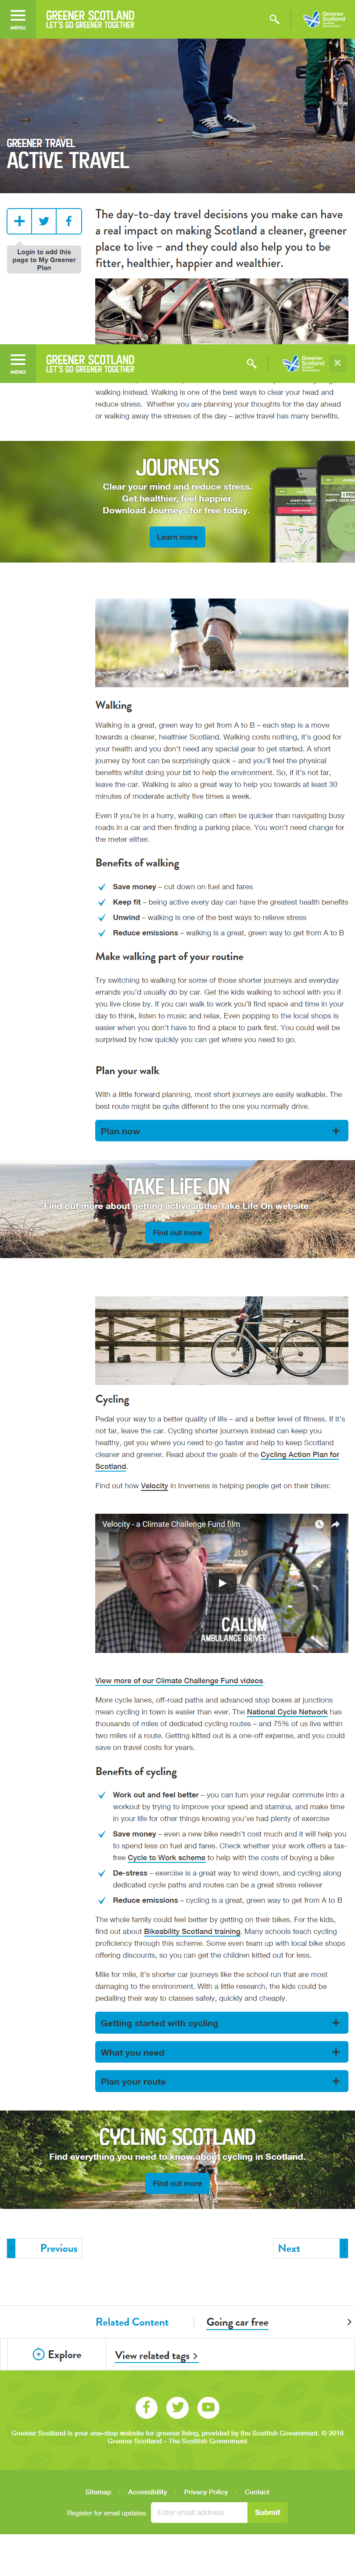 MENU
GREENER SCOTLAND
LET'S GO GREENER TOGETHER
Greener
Scotland
Scottish
Government
GREENER TRAVEL
ACTIVE TRAVEL
Login to add this
page to My Greener
Plan
The day-to-day travel decisions you make can have
a real impact on making Scotland a cleaner, greener
place to live – and they could also help you to be
fitter, healthier, happier and wealthier.
MENU
GREENER SCOTLAND
LET'S GO GREENER TOGETHER
Greener
Scotland
Scottish
Government
walking instead. Walking is one of the best ways to clear your head and
reduce stress. Whether you are planning your thoughts for the day ahead
or walking away the stresses of the day – active travel has many benefits.
JOURNEYS
Clear your mind and reduce stress.
Get healthier, feel happier.
Download Journeys for free today.
Learn more
Walking
Walking is a great, green way to get from A to B – each step is a move
towards a cleaner, healthier Scotland. Walking costs nothing, it's good for
your health and you don't need any special gear to get started. A short
journey by foot can be surprisingly quick – and you'll feel the physical
benefits whilst doing your bit to help the environment. So, if it's not far,
leave the car. Walking is also a great way to help you towards at least 30
minutes of moderate activity five times a week.
Even if you're in a hurry, walking can often be quicker than navigating busy
roads in a car and then finding a parking place. You won't need change for
the meter either.
Benefits of walking
Save money – cut down on fuel and fares
Keep fit – being active every day can have the greatest health benefits
Unwind – walking is one of the best ways to relieve stress
Reduce emissions – walking is a great, green way to get from A to B
Make walking part of your routine
Try switching to walking for some of those shorter journeys and everyday
errands you'd usually do by car. Get the kids walking to school with you if
you live close by. If you can walk to work you'll find space and time in your
day to think, listen to music and relax. Even popping to the local shops is
easier when you don't have to find a place to park first. You could well be
surprised by how quickly you can get where you need to go.
Plan your walk
With a little forward planning, most short journeys are easily walkable. The
best route might be quite different to the one you normally drive.
Plan now
TAKE LIFE ON
Find out more about getting active at the Take Life On website.
Find out more
Cycling
Pedal your way to a better quality of life – and a better level of fitness. If it's
not far, leave the car. Cycling shorter journeys instead can keep you
healthy, get you where you need to go faster and help to keep Scotland
cleaner and greener. Read about the goals of the Cycling Action Plan for
Scotland.
Find out how Velocity in Inverness is helping people get on their bikes:
Velocity - a Climate Challenge Fund film
CALUM
AMBULANCE DRIVER
View more of our Climate Challenge Fund videos.
More cycle lanes, off-road paths and advanced stop boxes at junctions
mean cycling in town is easier than ever. The National Cycle Network has
thousands of miles of dedicated cycling routes – and 75% of us live within
two miles of a route. Getting kitted out is a one-off expense, and you could
save on travel costs for years.
Benefits of cycling
Work out and feel better – you can turn your regular commute into a
workout by trying to improve your speed and stamina, and make time
in your life for other things knowing you've had plenty of exercise
Save money – even a new bike needn't cost much and it will help you
to spend less on fuel and fares. Check whether your work offers a tax-
free Cycle to Work scheme to help with the costs of buying a bike
De-stress – exercise is a great way to wind down, and cycling along
dedicated cycle paths and routes can be a great stress reliever
Reduce emissions – cycling is a great, green way to get from A to B
The whole family could feel better by getting on their bikes. For the kids,
find out about Bikeability Scotland training. Many schools teach cycling
proficiency through this scheme. Some even team up with local bike shops
offering discounts, so you can get the children kitted out for less.
Mile for mile, it's shorter car journeys like the school run that are most
damaging to the environment. With a little research, the kids could be
pedalling their way to classes safely, quickly and cheaply.
Getting started with cycling
What you need
Plan your route
CYCLING SCOTLAND
Find everything you need to know about cycling in Scotland.
Find out more
Previous
Next
Related Content
Going car free
Explore
View related tags
Greener Scotland is your one-stop website for greener living, provided by the Scottish Government. © 2016
Greener Scotland - The Scottish Government
Sitemap
Accessibility
Privacy Policy
Contact
Register for email updates
Enter email address
Submit